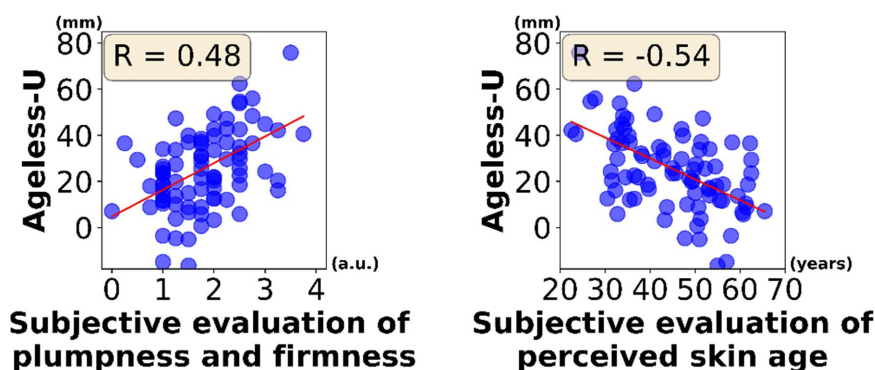 (mm)
80
60
40
20
0
Ageless-U
R = 0.48
0 1 2 3 4
(a.u.)
Subjective evaluation of
plumpness and firmness
(mm)
80
60
40
20
0
Ageless-U
R = -0.54
20 30 40 50 60 70
(years)
Subjective evaluation of
perceived skin age